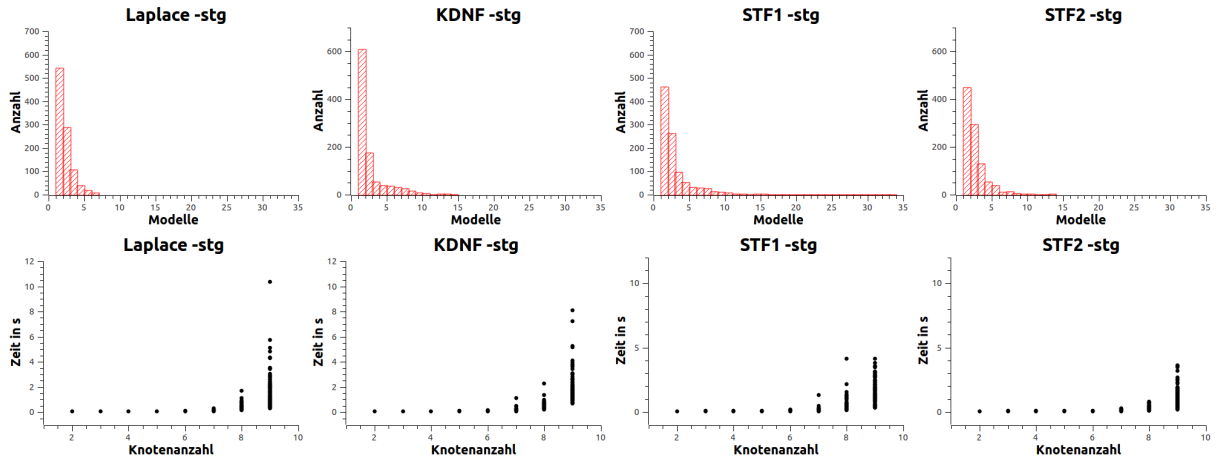 Laplace -stg
KDNF -stg
STF1 -stg
STF2 -stg
Anzahl
700
600
500
400
300
200
100
0
0 5 10 15 20 25 30 35
Modelle
Anzahl
600
400
200
0
0 5 10 15 20 25 30 35
Modelle
Anzahl
700
600
500
400
300
200
100
0
0 5 10 15 20 25 30 35
Modelle
Anzahl
600
400
200
0
0 5 10 15 20 25 30 35
Modelle
Laplace -stg
KDNF -stg
STF1 -stg
STF2 -stg
Zeit in s
12
10
8
6
4
2
0
2 4 6 8 10
Knotenanzahl
Zeit in s
12
10
8
6
4
2
0
2 4 6 8 10
Knotenanzahl
Zeit in s
10
5
0
2 4 6 8 10
Knotenanzahl
Zeit in s
10
5
0
2 4 6 8 10
Knotenanzahl